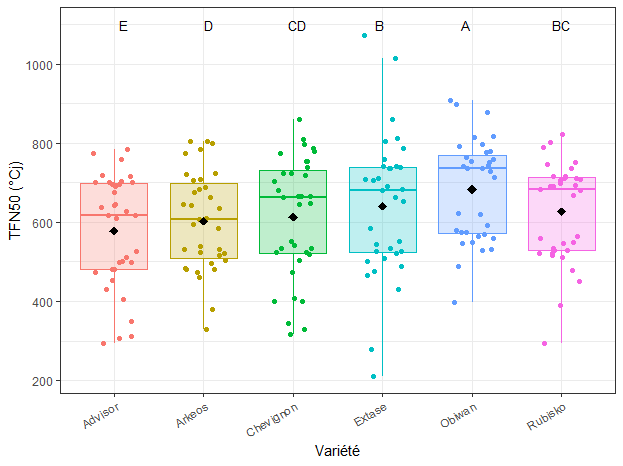 E D CD B A BC
1000
800
600
400
200
TFN50 (°Cj)
Advisor Arkeos Chevignon Extase Obiwan Rubisko
Variété